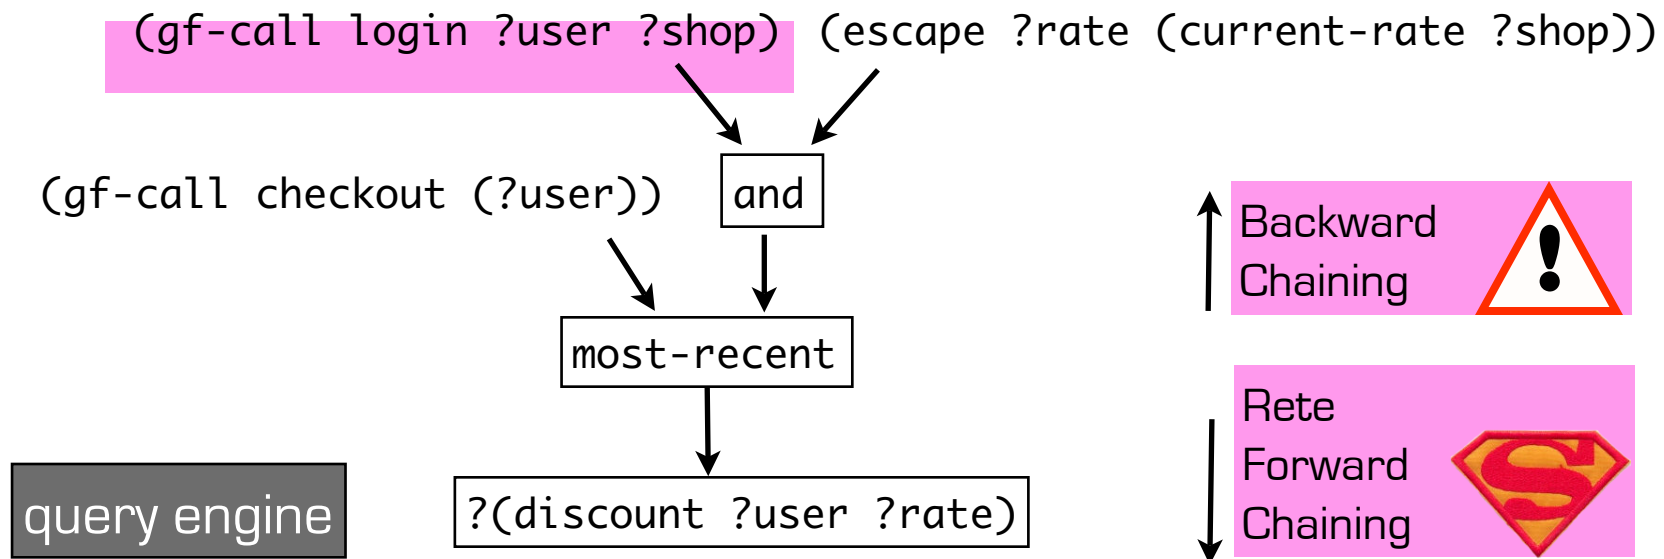 (gf-call login ?user ?shop) (escape ?rate (current-rate ?shop))
(gf-call checkout (?user))
and
most-recent
?(discount ?user ?rate)
query engine
Backward
Chaining
!
Rete
Forward
Chaining
S